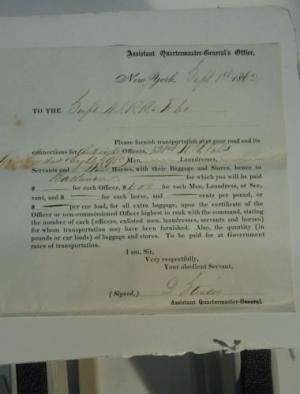 Assistant Quartermaster-General's Office,
New York, Sept 1st 1862
TO THE Supt
Please furnish transportation over your road and its
connections for Officers,
Men, Laundresses,
Servants and Horses, with their Baggage and Stores, hence to
for which you will be paid
$ for each Officer, $ for each Man, Laundress, or Ser-
vant, and $ for each horse, and cents per pound, or
$ per car load, for all extra baggage, upon the certificate of the
Officer or non-commissioned Officer highest in rank with the command, stating
the number of each (officers, enlisted men, laundresses, servants and horses)
for whom transportation may have been furnished. Also, the quantity (in
pounds or car loads) of baggage and stores. To be paid for at Government
rates of transportation.
I am, Sir,
Very respectfully,
Your obedient Servant,
(Signed,)
Assistant Quartermaster-General.